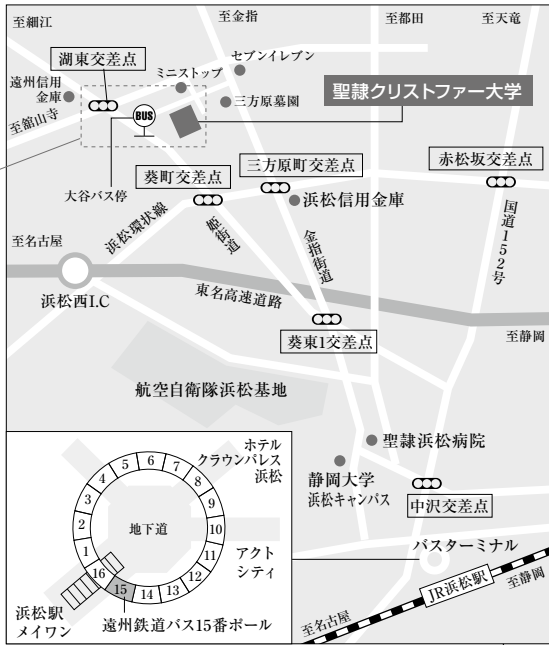 至細江
至金指
至都田
至天竜
湖東交差点
セブンイレブン
ミニストップ
遠州信用
金庫
BUS
三方原墓園
聖隷クリストファー大学
至舘山寺
大谷バス停
葵町交差点
三方原町交差点
赤松坂交差点
浜松信用金庫
浜松環状線
姫街道
金指街道
国道152号
至名古屋
浜松西I.C
東名高速道路
葵東1交差点
至静岡
航空自衛隊浜松基地
聖隷浜松病院
静岡大学
浜松キャンパス
中沢交差点
バスターミナル
JR浜松駅
至静岡
至名古屋
ホテル
クラウンパレス
浜松
地下道
アクト
シティ
1
2
3
4
5
6
7
8
9
10
11
12
13
14
15
16
浜松駅
メイワン
遠州鉄道バス15番ポール